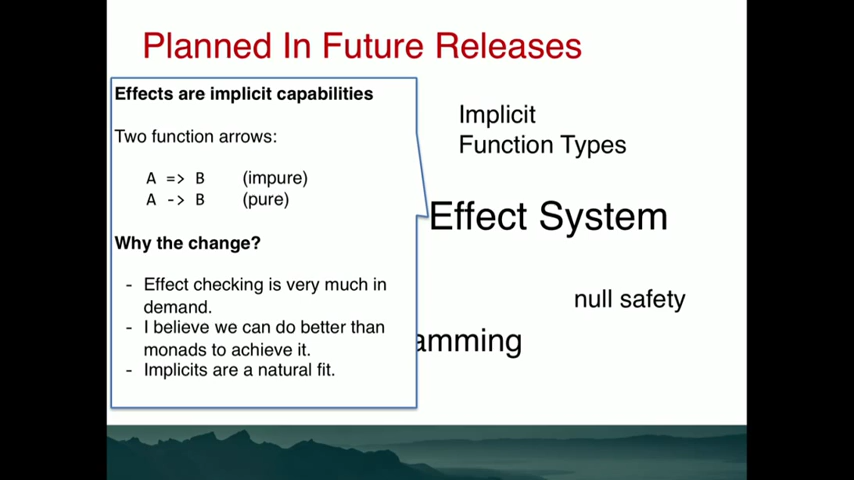 Planned In Future Releases
Effects are implicit capabilities
Two function arrows:
A => B (impure)
A -> B (pure)
Why the change?
- Effect checking is very much in
demand.
- I believe we can do better than
monads to achieve it.
- Implicits are a natural fit.
Implicit
Function Types
Effect System
null safety
amming